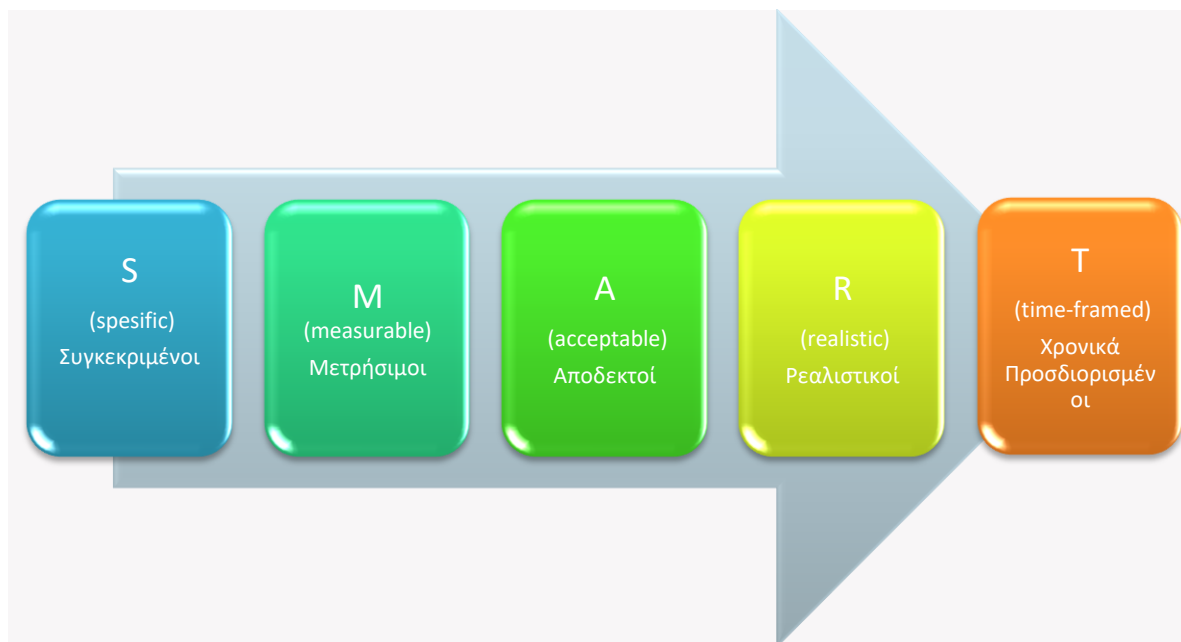 S
(spesific)
Συγκεκριμένοι
M
(measurable)
Μετρήσιμοι
A
(acceptable)
Αποδεκτοί
R
(realistic)
Ρεαλιστικοί
T
(time-framed)
Χρονικά
Προσδιορισμέν
οι